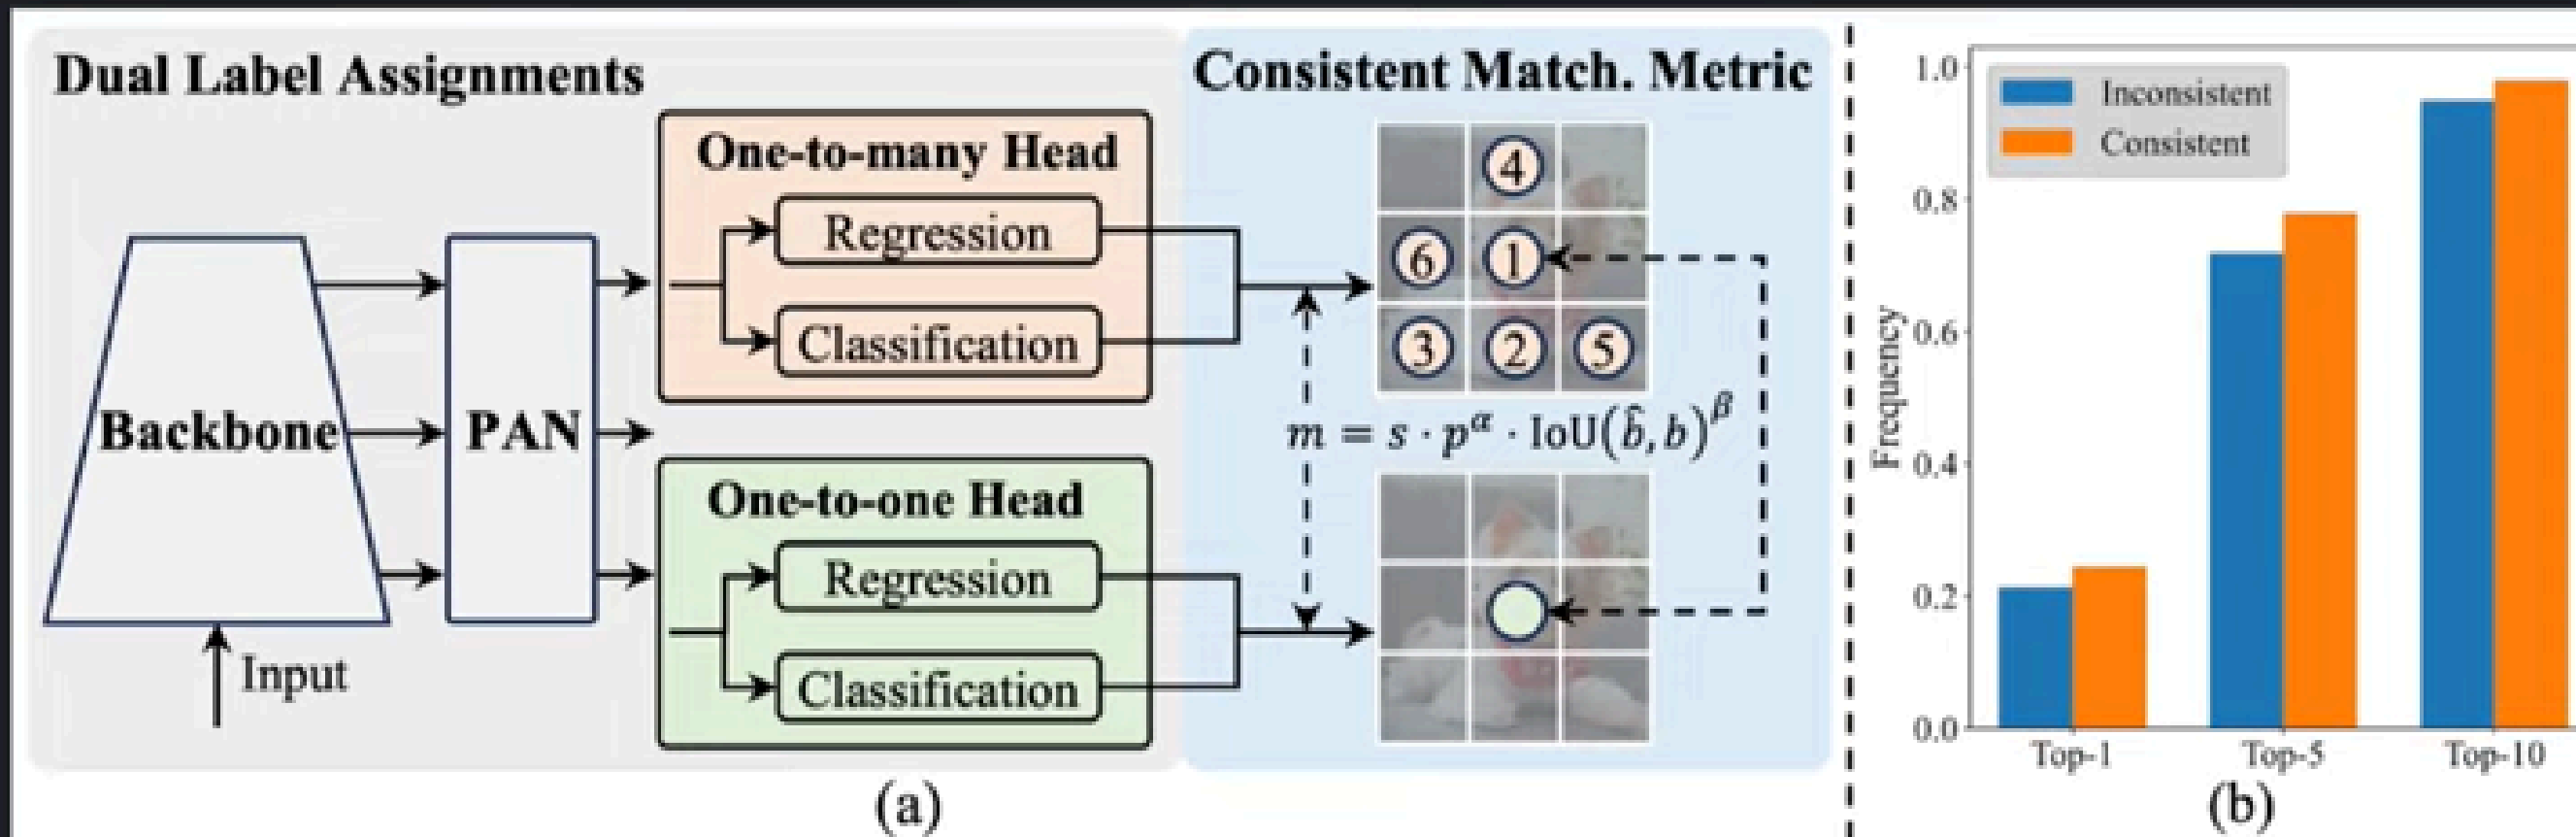 Dual Label Assignments
Backbone
Input
PAN
One-to-many Head
Regression
Classification
One-to-one Head
Regression
Classification
Consistent Match. Metric
4
6 1
3 2 5
m = s · p^α · IoU(b̂, b)^β
(a)
Inconsistent
Consistent
Frequency
1.0
0.8
0.6
0.4
0.2
0.0
Top-1 Top-5 Top-10
(b)